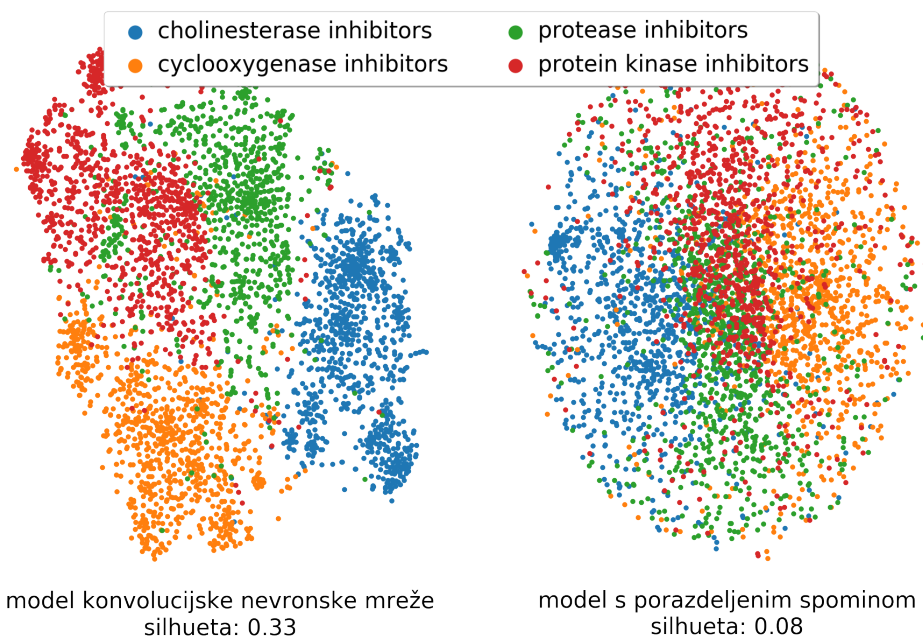 cholinesterase inhibitors
cyclooxygenase inhibitors
protease inhibitors
protein kinase inhibitors
model konvolucijske nevronske mreže
silhueta: 0.33
model s porazdeljenim spominom
silhueta: 0.08